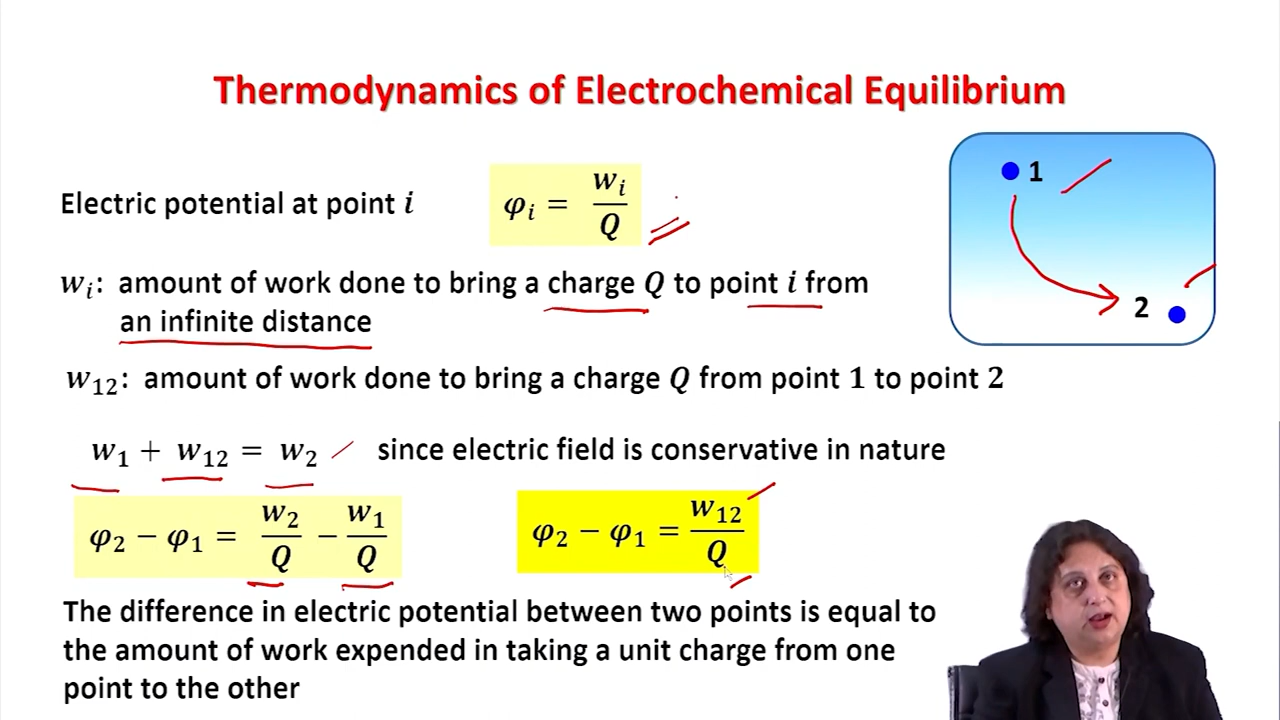 Thermodynamics of Electrochemical Equilibrium
Electric potential at point i
φᵢ = wᵢ / Q
1
2
wᵢ: amount of work done to bring a charge Q to point i from
an infinite distance
w₁₂: amount of work done to bring a charge Q from point 1 to point 2
w₁ + w₁₂ = w₂ since electric field is conservative in nature
φ₂ − φ₁ = w₂ / Q − w₁ / Q
φ₂ − φ₁ = w₁₂ / Q
The difference in electric potential between two points is equal to
the amount of work expended in taking a unit charge from one
point to the other